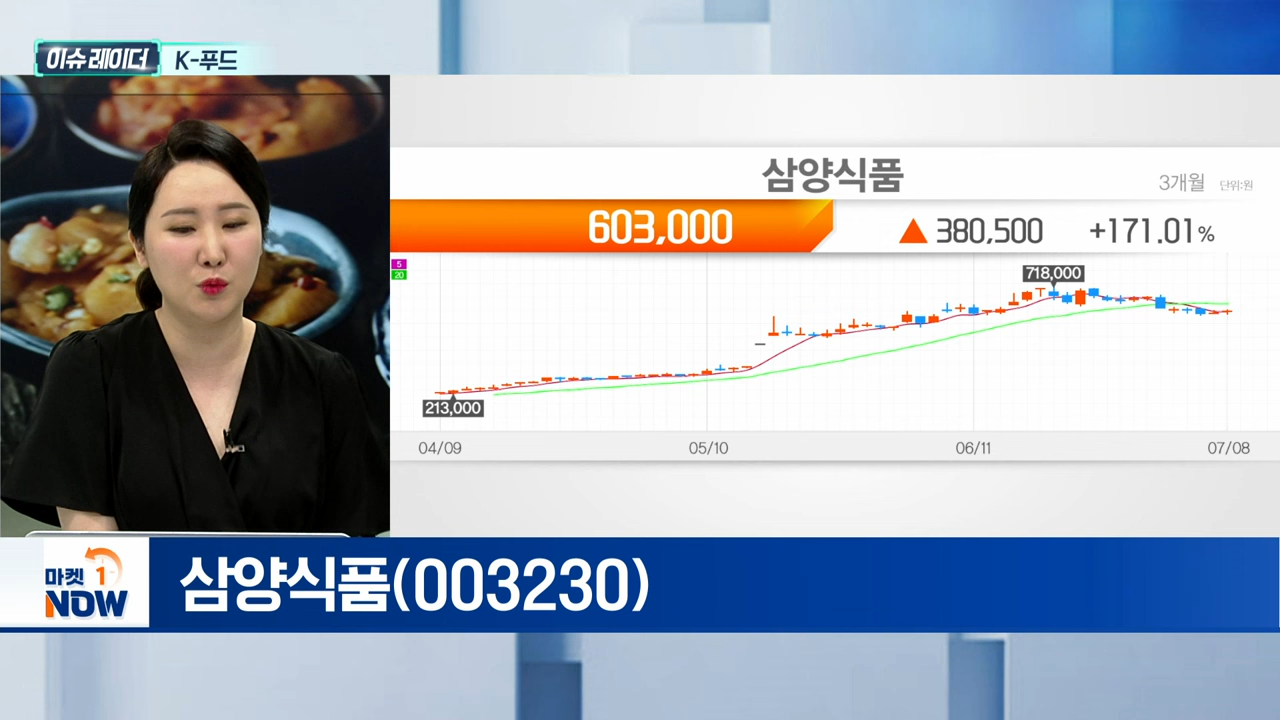 이슈 레이더 K-푸드
삼양식품
3개월 단위:원
603,000 ▲ 380,500 +171.01%
5
20
718,000
213,000
04/09 05/10 06/11 07/08
마켓 1
NOW
삼양식품(003230)